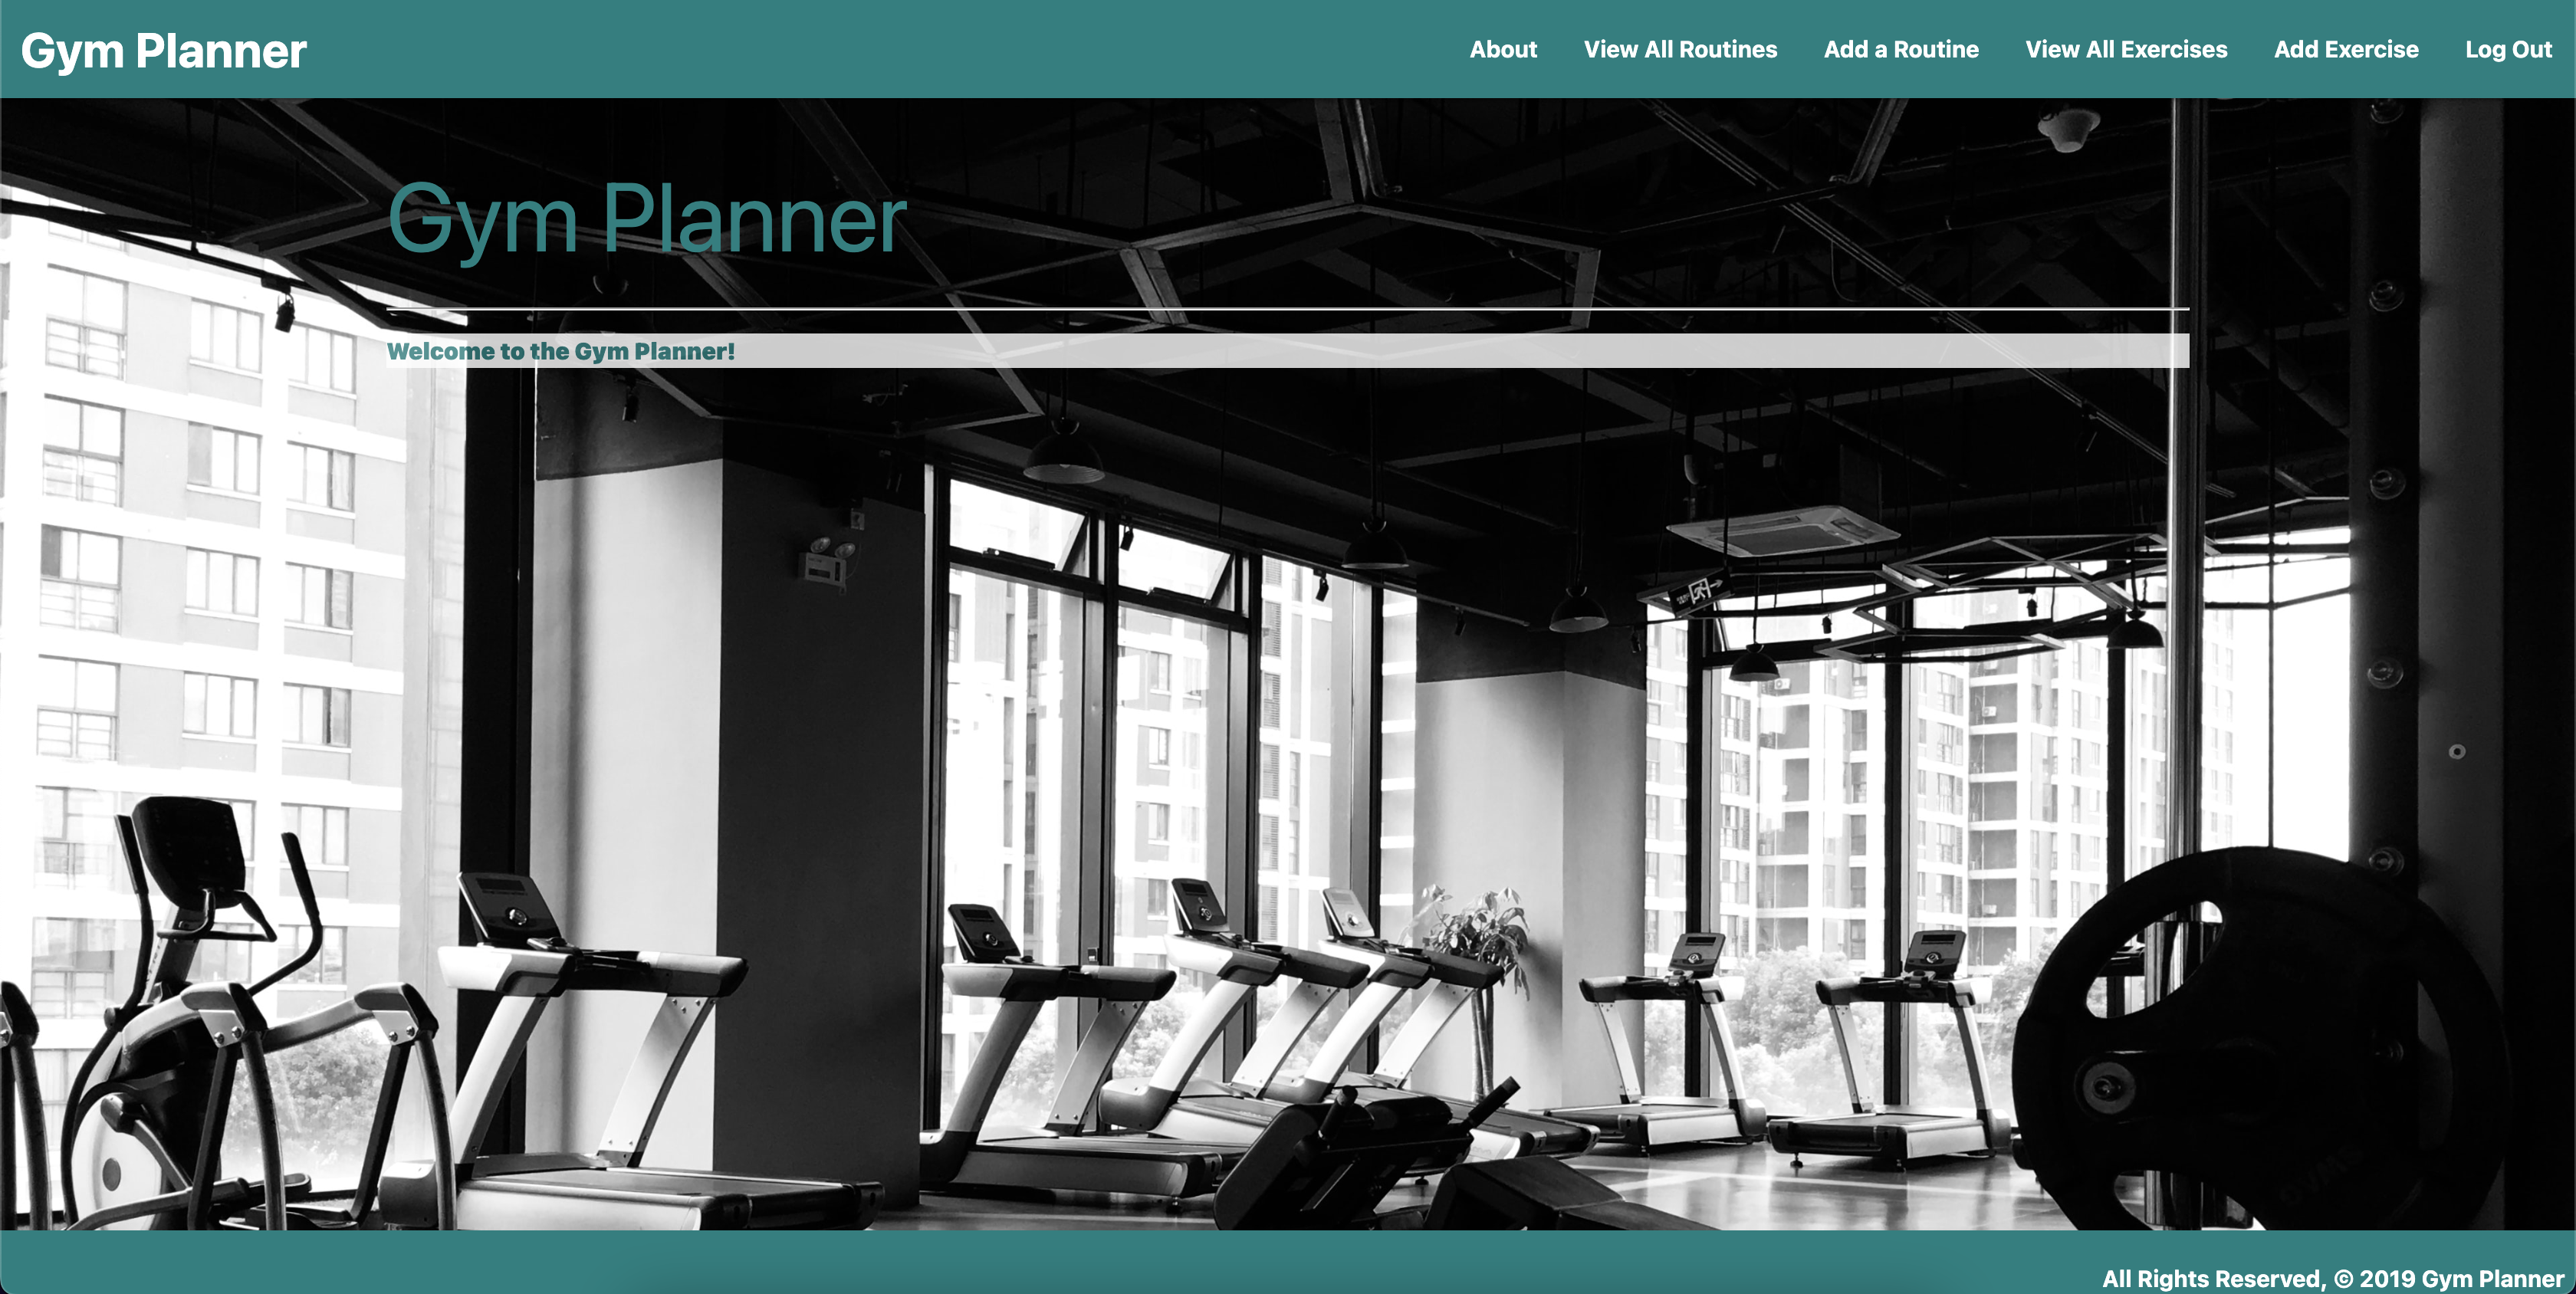 Gym Planner
About View All Routines Add a Routine View All Exercises Add Exercise Log Out
Gym Planner
Welcome to the Gym Planner!
All Rights Reserved, © 2019 Gym Planner